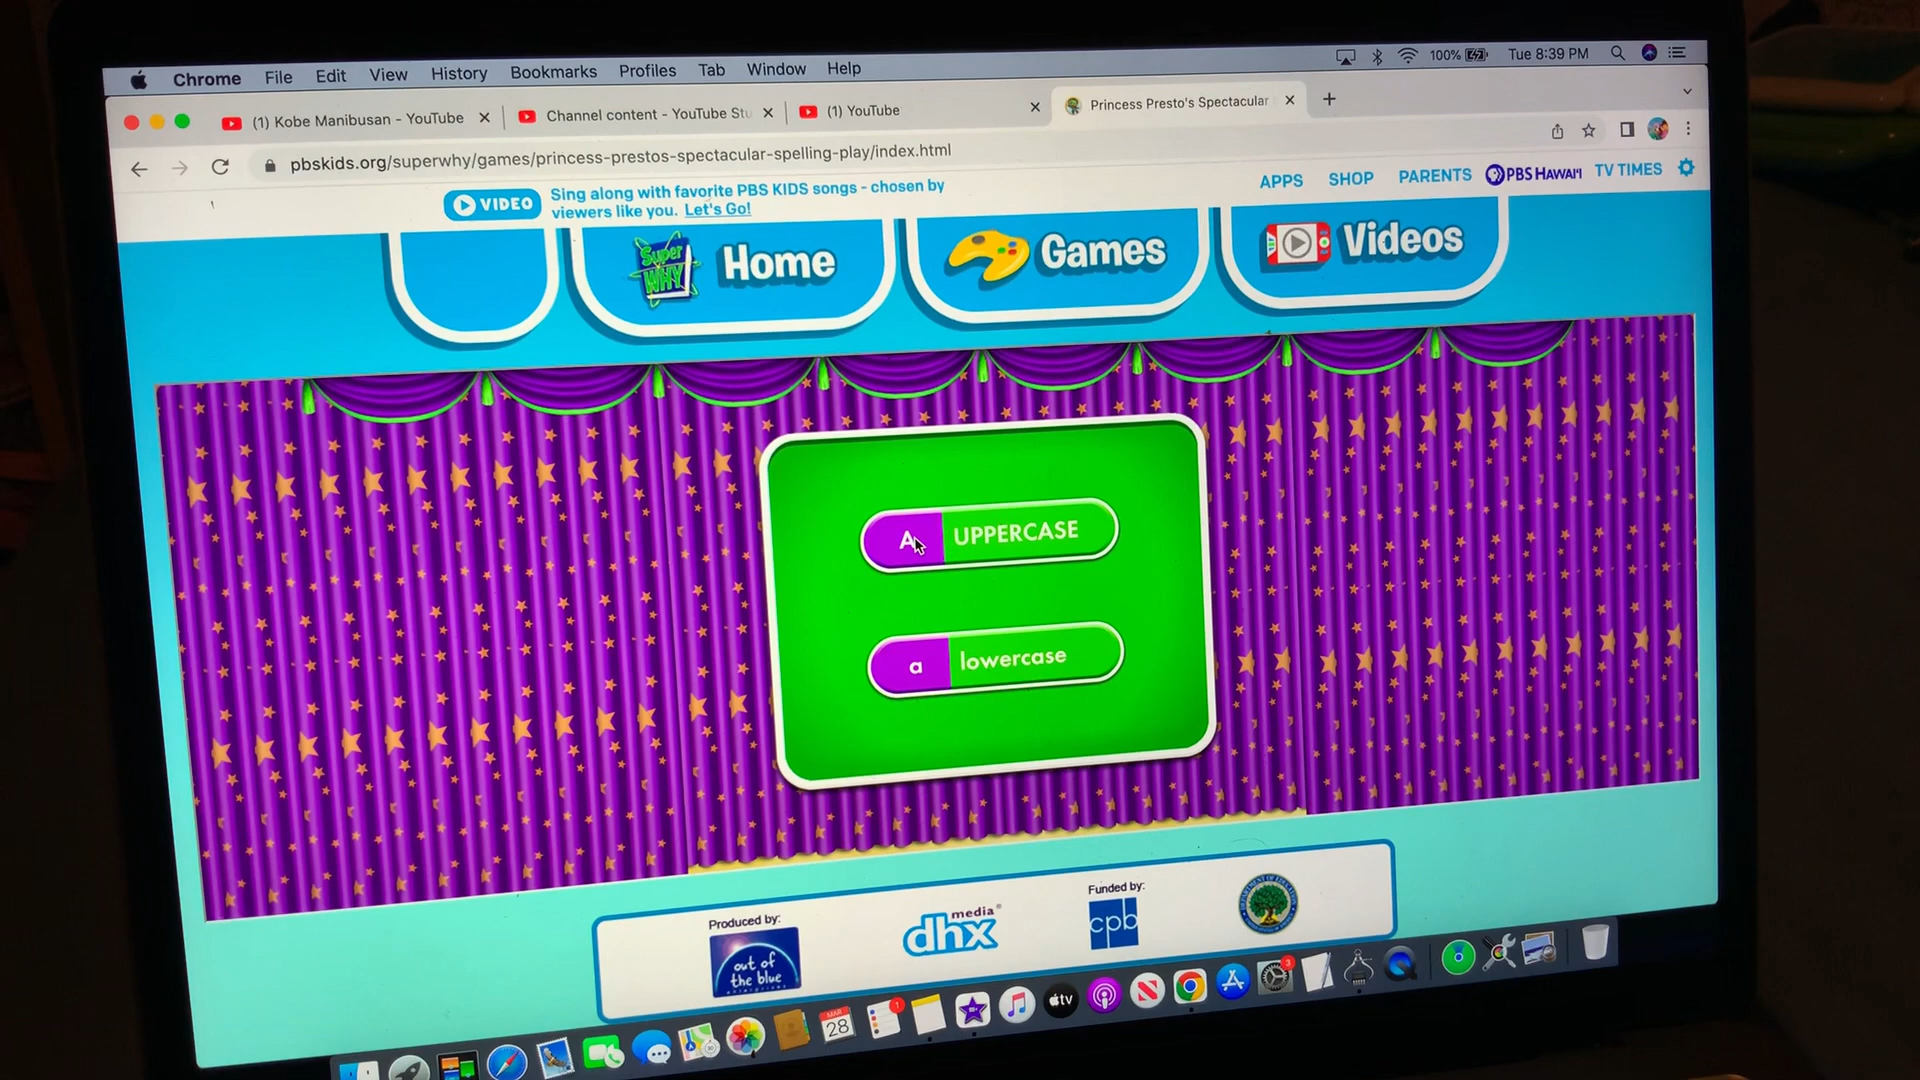 Chrome File Edit View History Bookmarks Profiles Tab Window Help 100% Tue 8:39 PM
(1) Kobe Manibusan - YouTube
Channel content - YouTube Stu
(1) YouTube
Princess Presto's Spectacular
pbskids.org/superwhy/games/princess-prestos-spectacular-spelling-play/index.html
VIDEO
Sing along with favorite PBS KIDS songs - chosen by
viewers like you. Let's Go!
APPS SHOP PARENTS PBS HAWAI'I TV TIMES
Super
WHY
Home
Games
Videos
A UPPERCASE
a lowercase
Produced by:
out of
the blue
enterprises
dhx media
Funded by:
cpb
MAR
28
1
tv
3